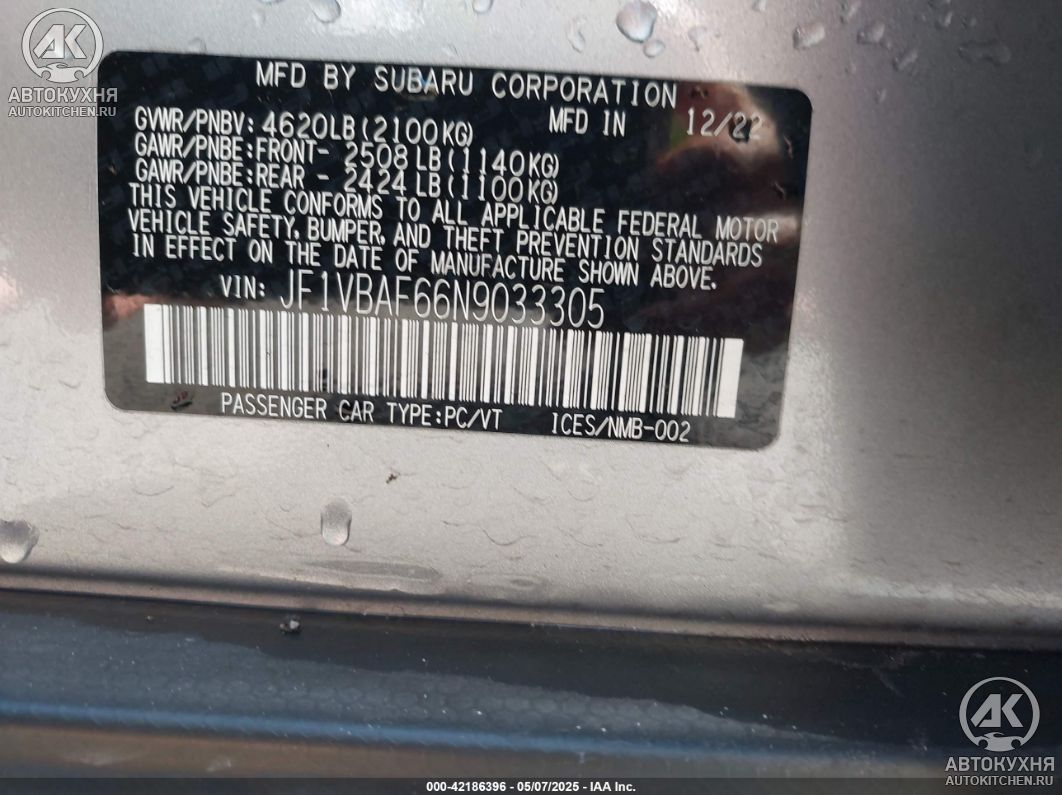 AK
АВТОКУХНЯ
AUTOKITCHEN.RU
MFD BY SUBARU CORPORATION
GVWR/PNBV: 4620LB(2100KG) MFD IN 12/22
GAWR/PNBE:FRONT- 2508LB(1140KG)
GAWR/PNBE:REAR - 2424LB(1100KG)
THIS VEHICLE CONFORMS TO ALL APPLICABLE FEDERAL MOTOR
VEHICLE SAFETY, BUMPER, AND THEFT PREVENTION STANDARDS
IN EFFECT ON THE DATE OF MANUFACTURE SHOWN ABOVE.
VIN: JF1VBAF66N9033305
PASSENGER CAR TYPE:PC/VT ICES/NMB-002
AK
АВТОКУХНЯ
AUTOKITCHEN.RU
000-42186396 - 05/07/2025 - IAA Inc.